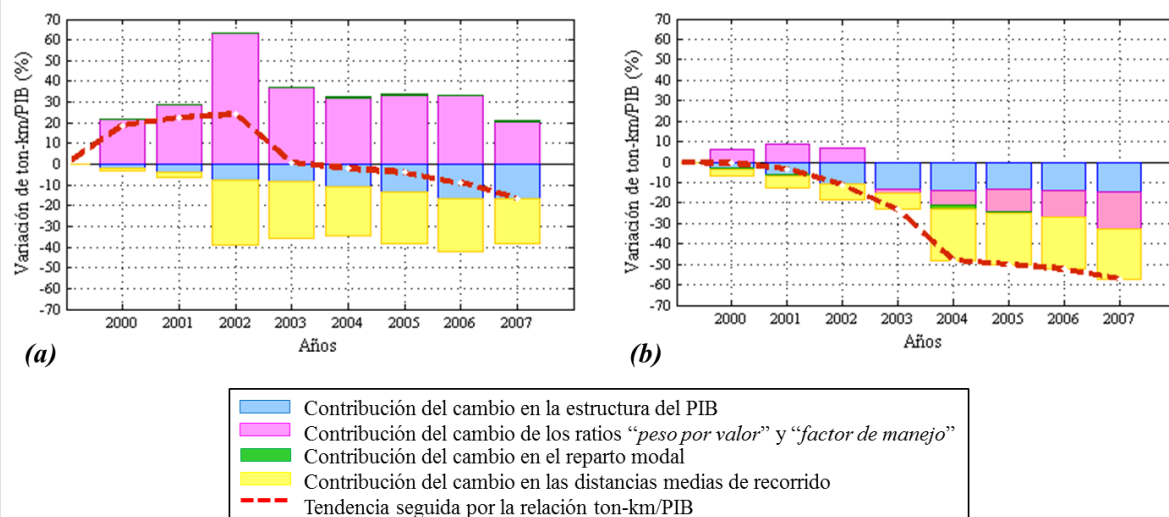 70
60
50
40
30
20
10
0
-10
-20
-30
-40
-50
-60
-70
Variación de ton-km/PIB (%)
2000 2001 2002 2003 2004 2005 2006 2007
Años
(a)
70
60
50
40
30
20
10
0
-10
-20
-30
-40
-50
-60
-70
Variación de ton-km/PIB (%)
2000 2001 2002 2003 2004 2005 2006 2007
Años
(b)
Contribución del cambio en la estructura del PIB
Contribución del cambio de los ratios “peso por valor” y “factor de manejo”
Contribución del cambio en el reparto modal
Contribución del cambio en las distancias medias de recorrido
Tendencia seguida por la relación ton-km/PIB